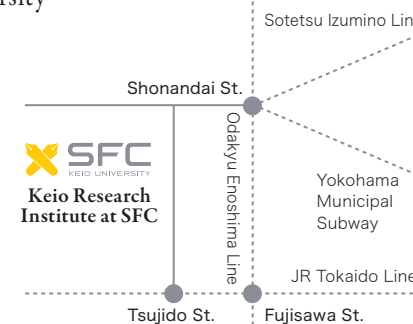 Sotetsu Izumino Lin
Shonandai St.
Odakyu Enoshima Line
SFC
KEIO UNIVERSITY
Keio Research
Institute at SFC
Yokohama
Municipal
Subway
JR Tokaido Line
Tsujido St.
Fujisawa St.